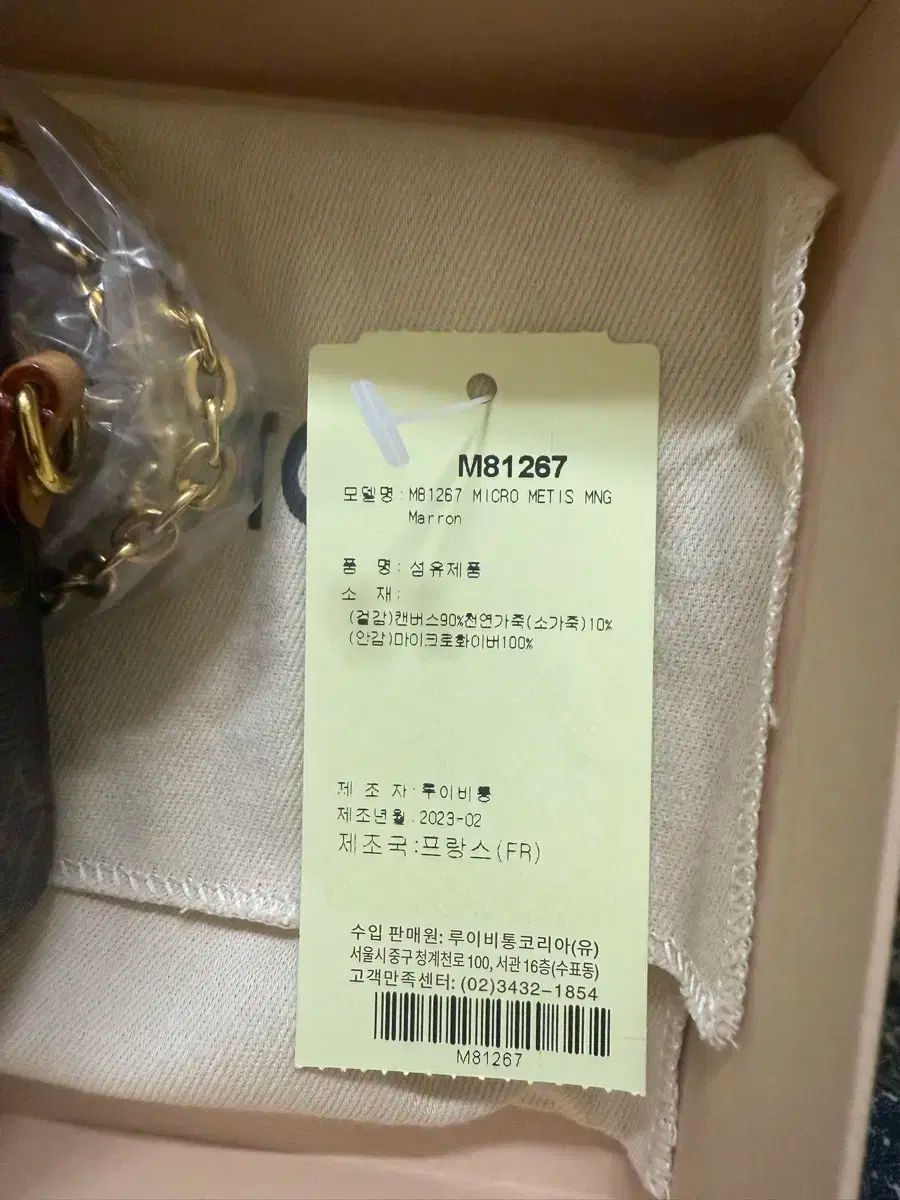 M81267
모델명: M81267 MICRO METIS MNG
Marron
품 명: 섬유제품
소 재:
(겉감)캔버스90%천연가죽(소가죽)10%
(안감)마이크로화이버100%
제 조 자: 루이비통
제조년월: 2023-02
제조국:프랑스(FR)
수입 판매원: 루이비통코리아(유)
서울시 중구 청계천로 100, 서관 16층(수표동)
고객만족센터: (02)3432-1854
M81267